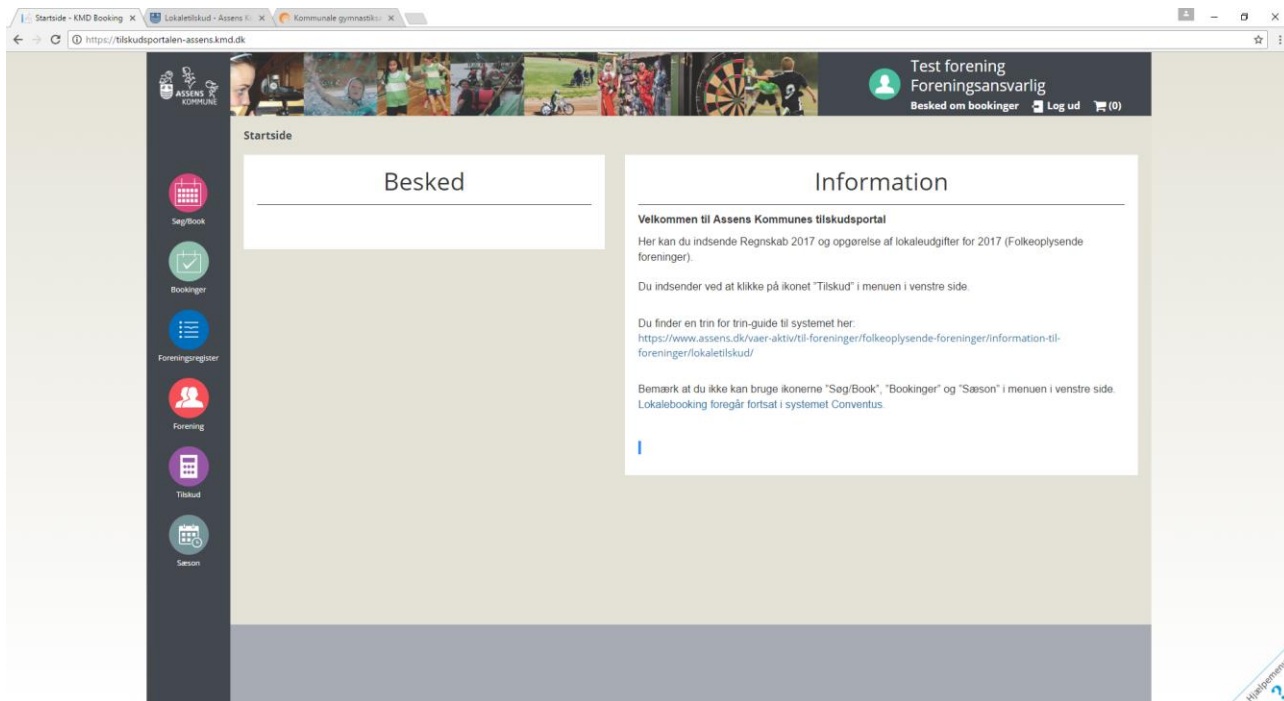 Startside - KMD Booking
Lokaletilskud - Assens K
Kommunale gymnastiks
https://tilskudsportalen-assens.kmd.dk
ASSENS
KOMMUNE
Test forening
Foreningsansvarlig
Besked om bookinger Log ud (0)
Startside
Søg/Book
Bookinger
Foreningsregister
Forening
Tilskud
Sæson
Besked
Information
Velkommen til Assens Kommunes tilskudsportal
Her kan du indsende Regnskab 2017 og opgørelse af lokaleudgifter for 2017 (Folkeoplysende
foreninger).
Du indsender ved at klikke på ikonet "Tilskud" i menuen i venstre side.
Du finder en trin for trin-guide til systemet her:
https://www.assens.dk/vaer-aktiv/til-foreninger/folkeoplysende-foreninger/information-til-
foreninger/lokaletilskud/
Bemærk at du ikke kan bruge ikonerne "Søg/Book", "Bookinger" og "Sæson" i menuen i venstre side.
Lokalebooking foregår fortsat i systemet Conventus.
Hjælpemenu
?